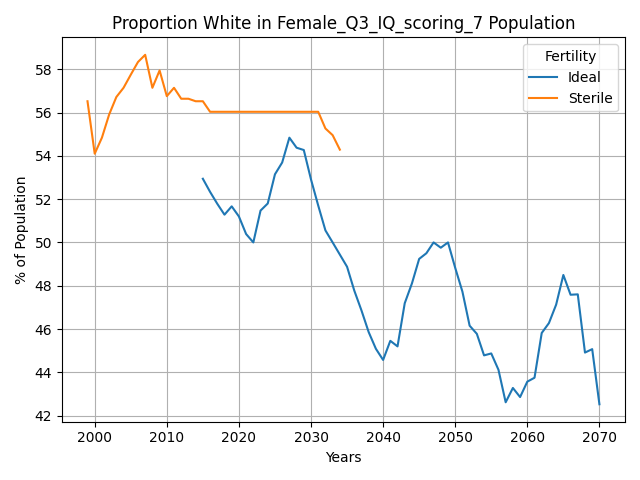 Proportion White in Female_Q3_IQ_scoring_7 Population
Fertility
Ideal
Sterile
% of Population
58
56
54
52
50
48
46
44
42
2000 2010 2020 2030 2040 2050 2060 2070
Years